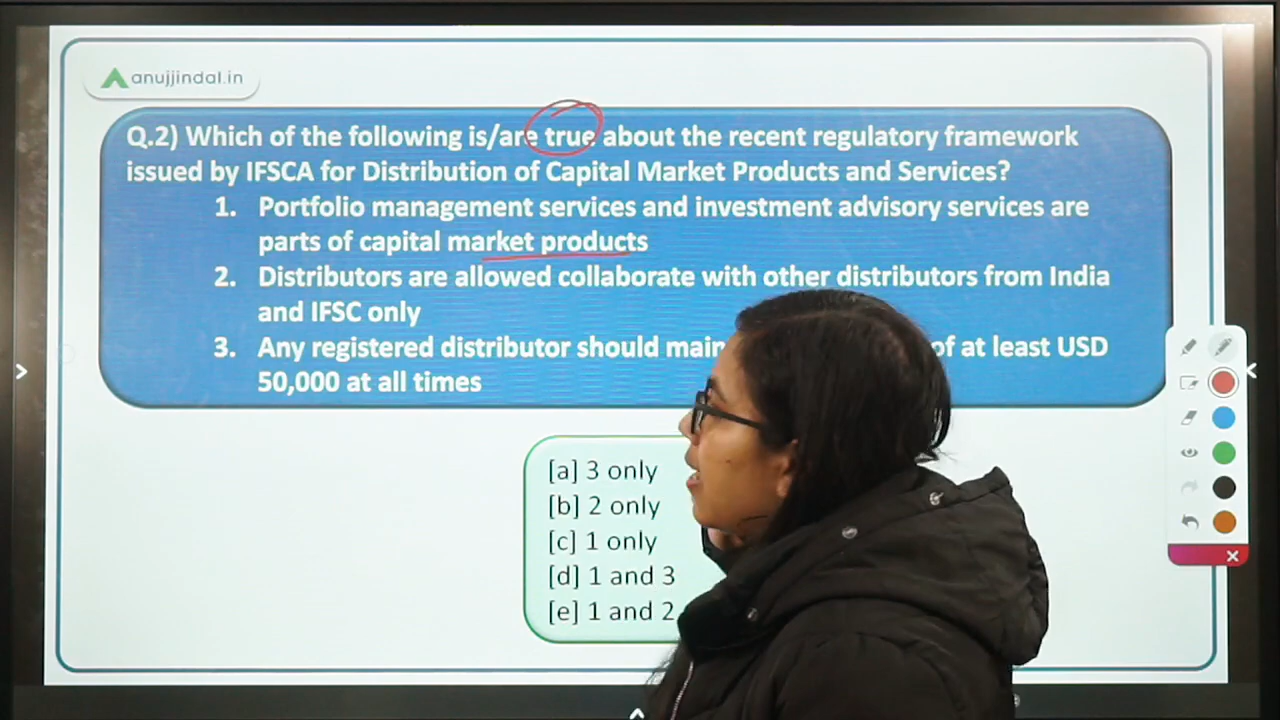 anujjindal.in
Q.2) Which of the following is/are true about the recent regulatory framework
issued by IFSCA for Distribution of Capital Market Products and Services?
1. Portfolio management services and investment advisory services are
parts of capital market products
2. Distributors are allowed collaborate with other distributors from India
and IFSC only
3. Any registered distributor should of at least USD
50,000 at all times
[a] 3 only
[b] 2 only
[c] 1 only
[d] 1 and 3
[e] 1 and 2